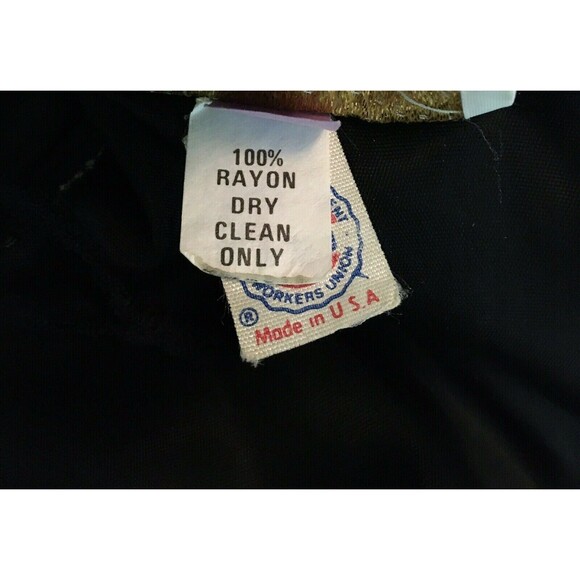 100%
RAYON
DRY
CLEAN
ONLY
WORKERS UNION
®
Made in U S A